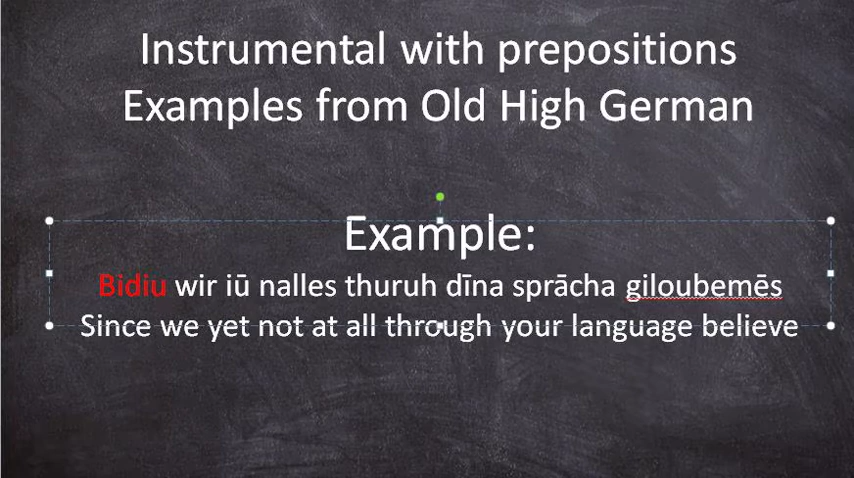 Instrumental with prepositions
Examples from Old High German
Example:
Bidiu wir iū nalles thuruh dīna sprācha giloubemēs
Since we yet not at all through your language believe